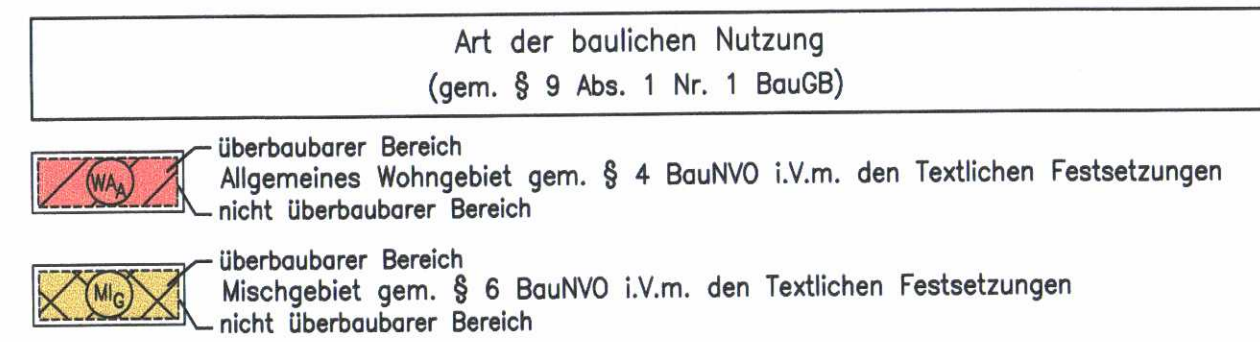 Art der baulichen Nutzung
(gem. § 9 Abs. 1 Nr. 1 BauGB)
überbaubarer Bereich
WAA
Allgemeines Wohngebiet gem. § 4 BauNVO i.V.m. den Textlichen Festsetzungen
nicht überbaubarer Bereich
überbaubarer Bereich
MIG
Mischgebiet gem. § 6 BauNVO i.V.m. den Textlichen Festsetzungen
nicht überbaubarer Bereich